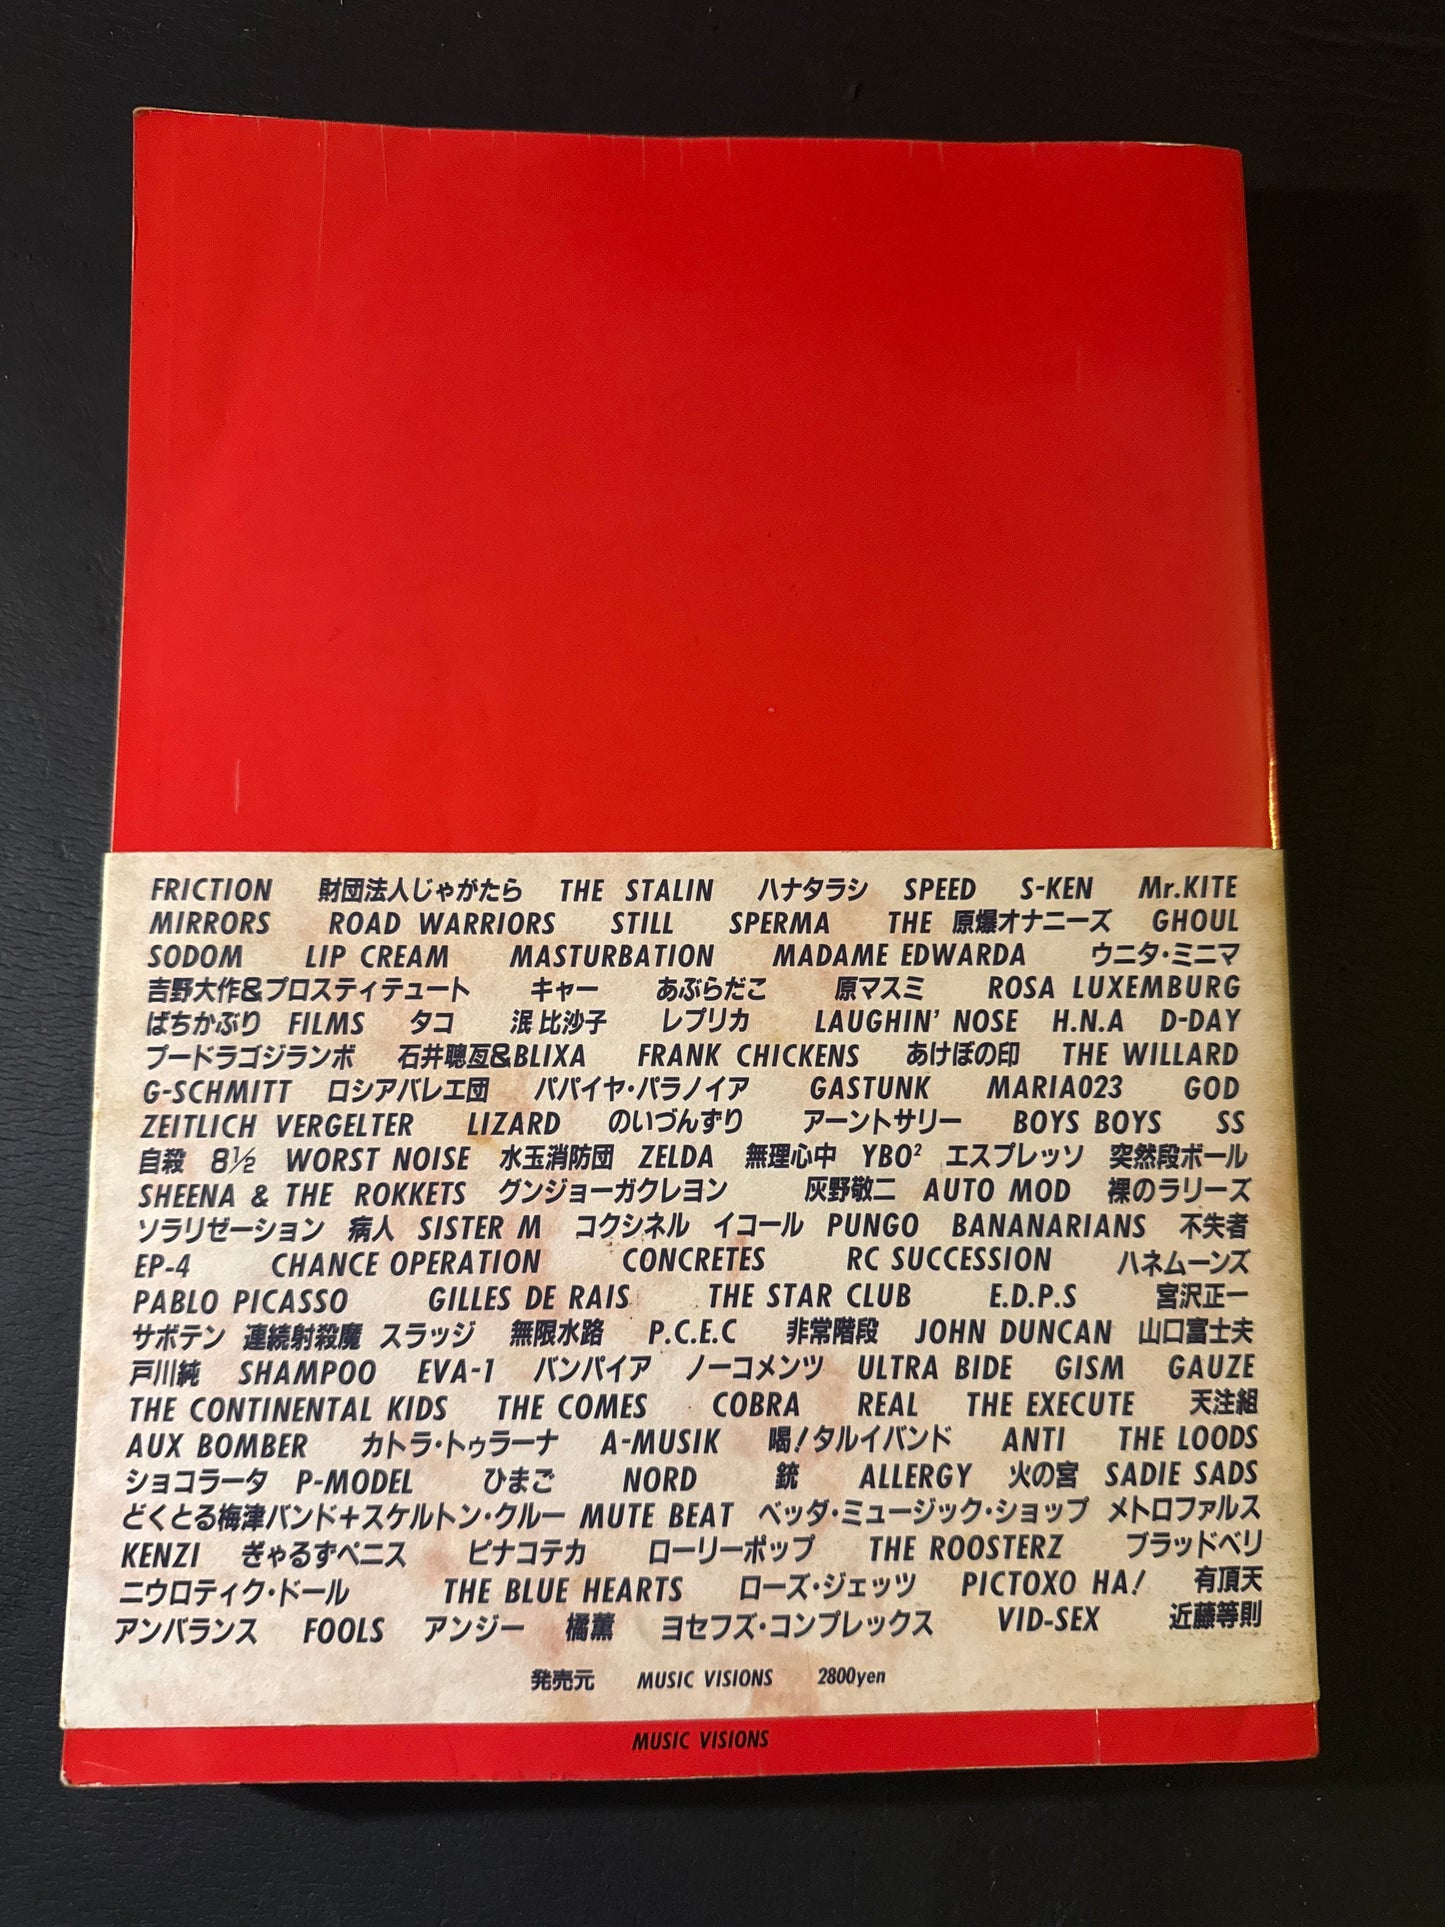 FRICTION 財団法人じゃがたら THE STALIN ハナタラシ SPEED S-KEN Mr.KITE
MIRRORS ROAD WARRIORS STILL SPERMA THE 原爆オナニーズ GHOUL
SODOM LIP CREAM MASTURBATION MADAME EDWARDA ウニタ・ミニマ
吉野大作&プロスティテュート キャー あぶらだこ 原マスミ ROSA LUXEMBURG
ばちかぶり FILMS タコ 泯比沙子 レプリカ LAUGHIN' NOSE H.N.A D-DAY
プードラゴジランボ 石井聰亙&BLIXA FRANK CHICKENS あけぼの印 THE WILLARD
G-SCHMITT ロシアバレエ団 パパイヤ・パラノイア GASTUNK MARIA023 GOD
ZEITLICH VERGELTER LIZARD のいづんずり アーントサリー BOYS BOYS SS
自殺 8½ WORST NOISE 水玉消防団 ZELDA 無理心中 YBO² エスプレッソ 突然段ボール
SHEENA & THE ROKKETS グンジョーガクレヨン 灰野敬二 AUTO MOD 裸のラリーズ
ソラリゼーション 病人 SISTER M コクシネル イコール PUNGO BANANARIANS 不失者
EP-4 CHANCE OPERATION CONCRETES RC SUCCESSION ハネムーンズ
PABLO PICASSO GILLES DE RAIS THE STAR CLUB E.D.P.S 宮沢正一
サボテン 連続射殺魔 スラッジ 無限水路 P.C.E.C 非常階段 JOHN DUNCAN 山口富士夫
戸川純 SHAMPOO EVA-1 バンパイア ノーコメンツ ULTRA BIDE GISM GAUZE
THE CONTINENTAL KIDS THE COMES COBRA REAL THE EXECUTE 天注組
AUX BOMBER カトラ・トゥラーナ A-MUSIK 喝!タルイバンド ANTI THE LOODS
ショコラータ P-MODEL ひまご NORD 銃 ALLERGY 火の宮 SADIE SADS
どくとる梅津バンド+スケルトン・クルー MUTE BEAT ベッダ・ミュージック・ショップ メトロファルス
KENZI ぎゃるずペニス ピナコテカ ローリーポップ THE ROOSTERZ ブラッドベリ
ニウロティク・ドール THE BLUE HEARTS ローズ・ジェッツ PICTOXO HA! 有頂天
アンバランス FOOLS アンジー 橘薫 ヨセフズ・コンプレックス VID-SEX 近藤等則
発売元 MUSIC VISIONS 2800yen
MUSIC VISIONS